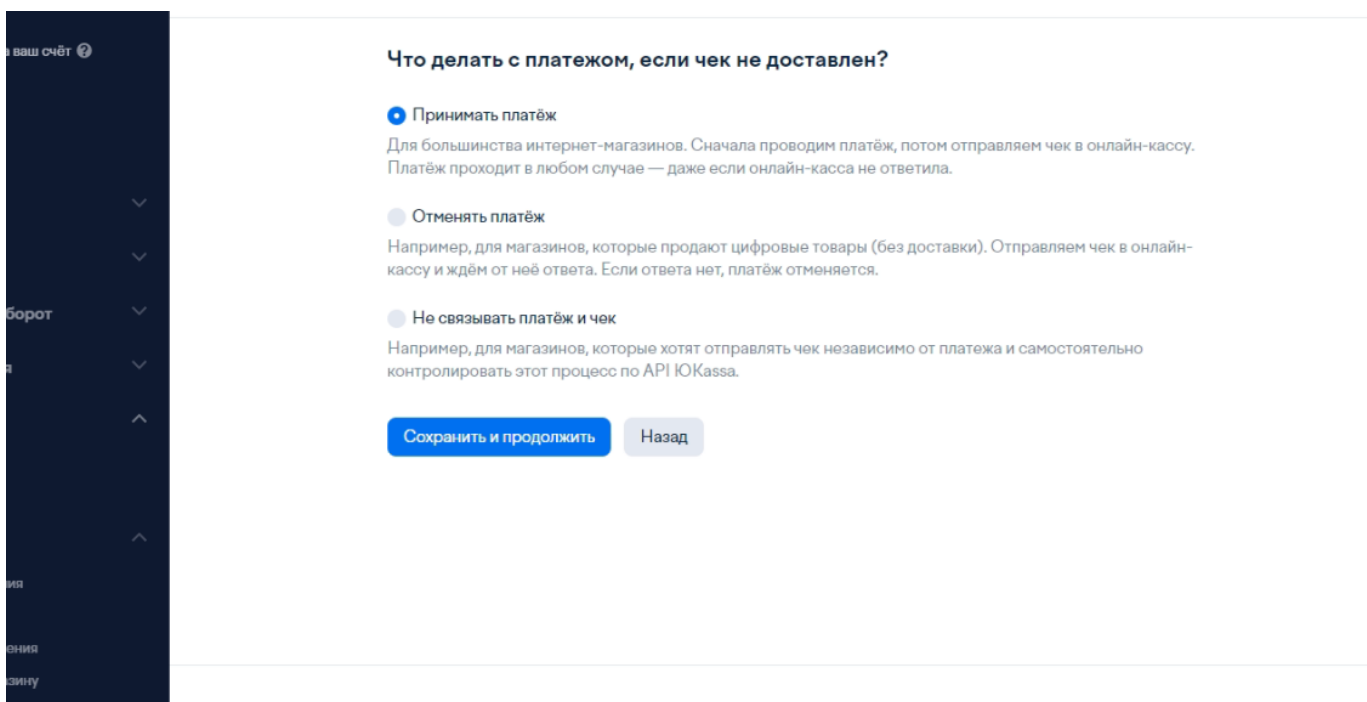 ваш счёт
Что делать с платежом, если чек не доставлен?
Принимать платёж
Для большинства интернет-магазинов. Сначала проводим платёж, потом отправляем чек в онлайн-кассу.
Платёж проходит в любом случае — даже если онлайн-касса не ответила.
Отменять платёж
Например, для магазинов, которые продают цифровые товары (без доставки). Отправляем чек в онлайн-
кассу и ждём от неё ответа. Если ответа нет, платёж отменяется.
борот
Не связывать платёж и чек
Например, для магазинов, которые хотят отправлять чек независимо от платежа и самостоятельно
контролировать этот процесс по API ЮKassa.
я
Сохранить и продолжить
Назад
ния
ения
зину